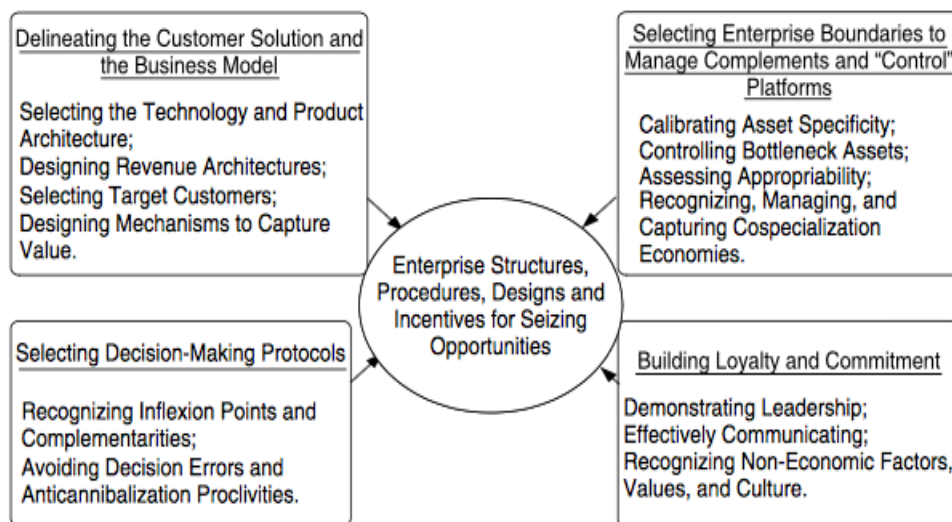 Delineating the Customer Solution and
the Business Model
Selecting the Technology and Product
Architecture;
Designing Revenue Architectures;
Selecting Target Customers;
Designing Mechanisms to Capture
Value.
Selecting Enterprise Boundaries to
Manage Complements and “Control”
Platforms
Calibrating Asset Specificity;
Controlling Bottleneck Assets;
Assessing Appropriability;
Recognizing, Managing, and
Capturing Cospecialization
Economies.
Enterprise Structures,
Procedures, Designs and
Incentives for Seizing
Opportunities
Selecting Decision-Making Protocols
Recognizing Inflexion Points and
Complementarities;
Avoiding Decision Errors and
Anticannibalization Proclivities.
Building Loyalty and Commitment
Demonstrating Leadership;
Effectively Communicating;
Recognizing Non-Economic Factors,
Values, and Culture.